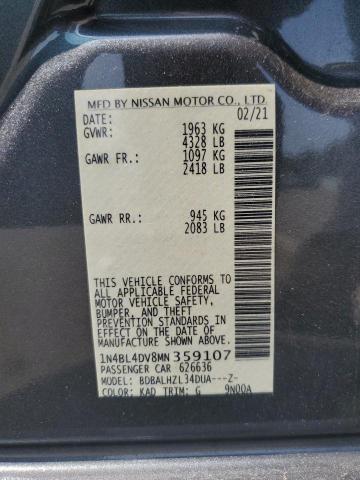 MFD BY NISSAN MOTOR CO., LTD.
DATE: 02/21
GVWR: 1963 KG
4328 LB
GAWR FR: 1097 KG
2418 LB
GAWR RR: 945 KG
2083 LB
THIS VEHICLE CONFORMS TO
ALL APPLICABLE FEDERAL
MOTOR VEHICLE SAFETY,
BUMPER, AND THEFT
PREVENTION STANDARDS
IN EFFECT ON THE DATE OF
MANUFACTURE SHOWN ABOVE.
1N4BL4DV8MN359107
PASSENGER CAR 626636
MODEL: BDBALHZL34DUA---Z-
COLOR: KAD TRIM: G 9N00A